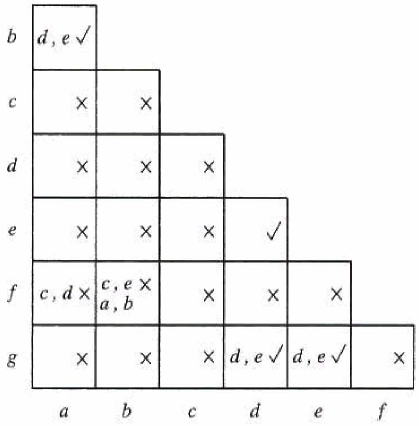 b d, e ✓
c × ×
d × × ×
e × × × ✓
f c, d × c, e × × × ×
a, b
g × × × d, e ✓ d, e ✓ ×
a b c d e f